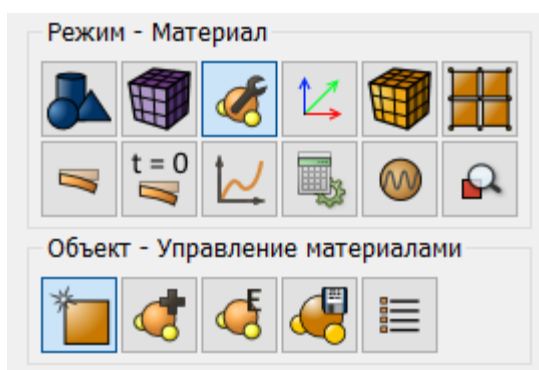 Режим - Материал
t = 0
Объект - Управление материалами
E